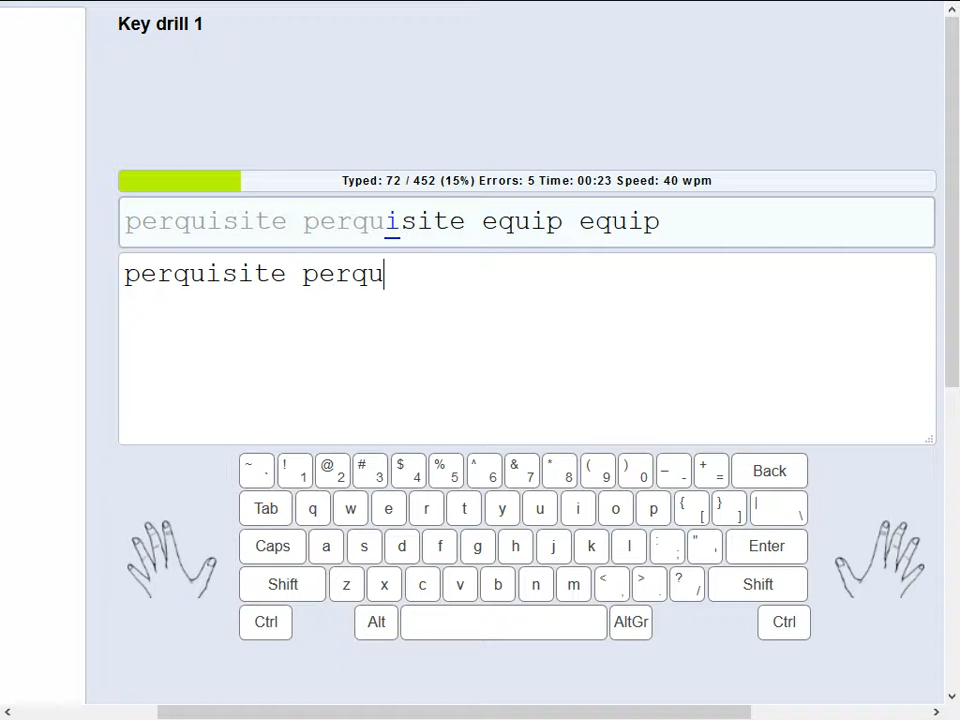 Key drill 1
Typed: 72 / 452 (15%) Errors: 5 Time: 00:23 Speed: 40 wpm
perquisite perquisite equip equip
perquisite perqu
~ ` ! 1 @ 2 # 3 $ 4 % 5 ^ 6 & 7 * 8 ( 9 ) 0 _ - + = Back
Tab q w e r t y u i o p { [ } ] | \
Caps a s d f g h j k l : ; " ' Enter
Shift z x c v b n m < , > . ? / Shift
Ctrl Alt AltGr Ctrl